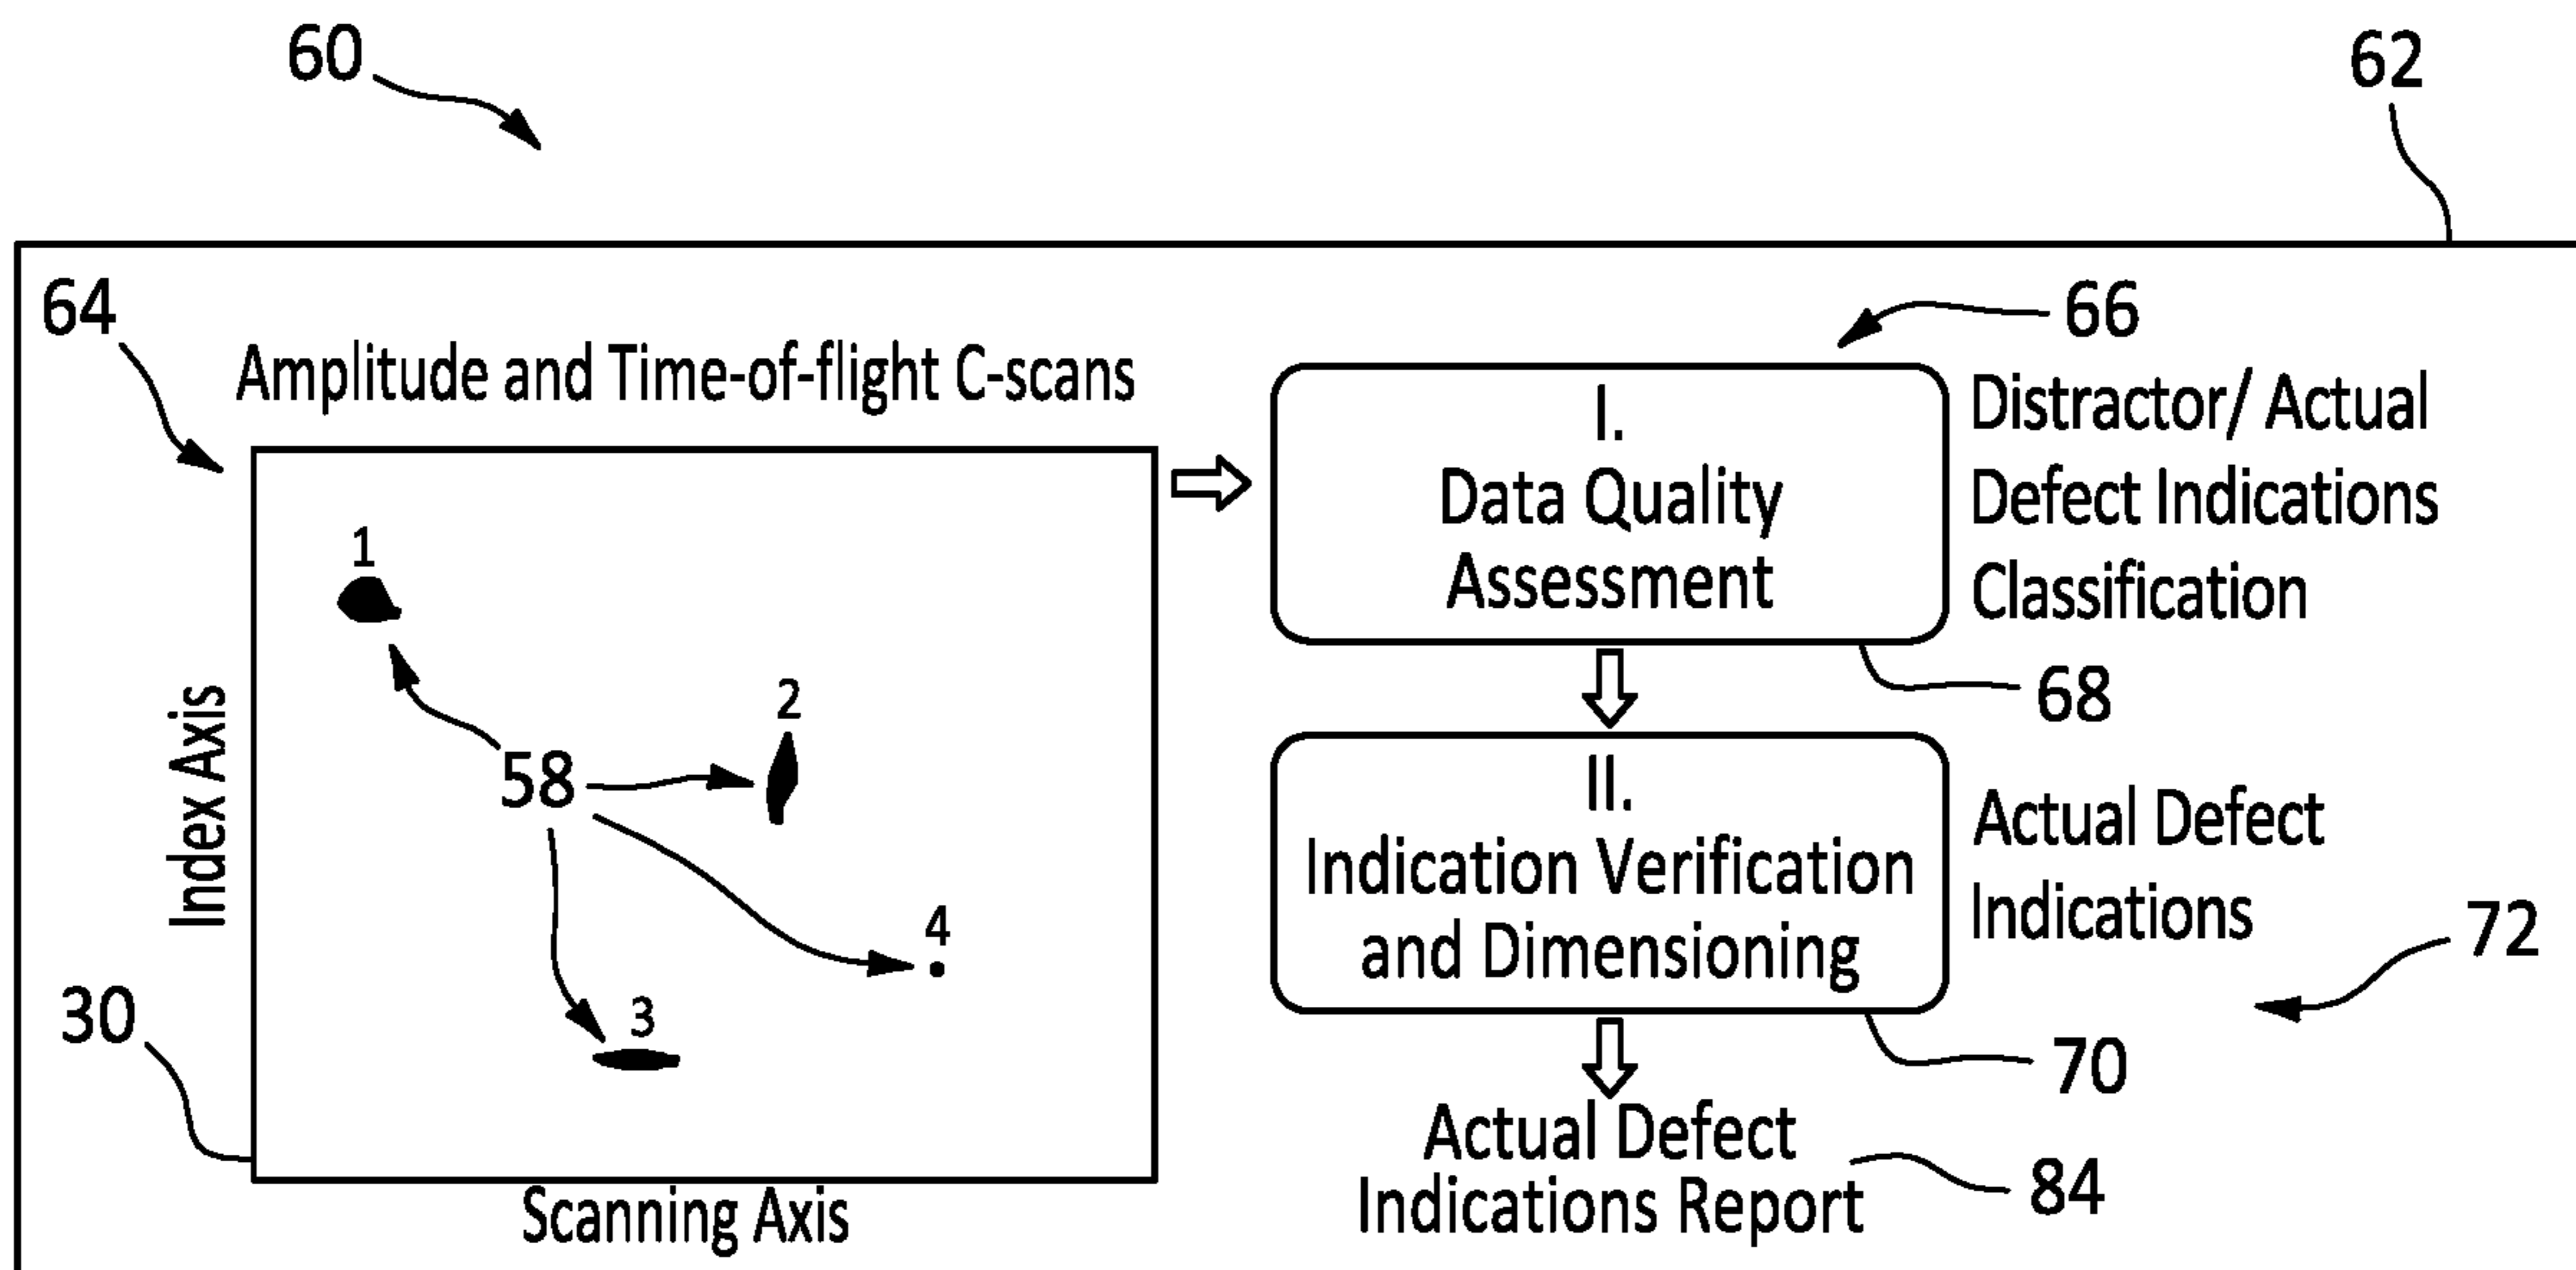 60
62
64
Amplitude and Time-of-flight C-scans
1
2
58
4
3
Index Axis
30
Scanning Axis
66
I.
Data Quality
Assessment
Distractor/ Actual
Defect Indications
Classification
68
II.
Indication Verification
and Dimensioning
Actual Defect
Indications
72
70
Actual Defect
Indications Report
84